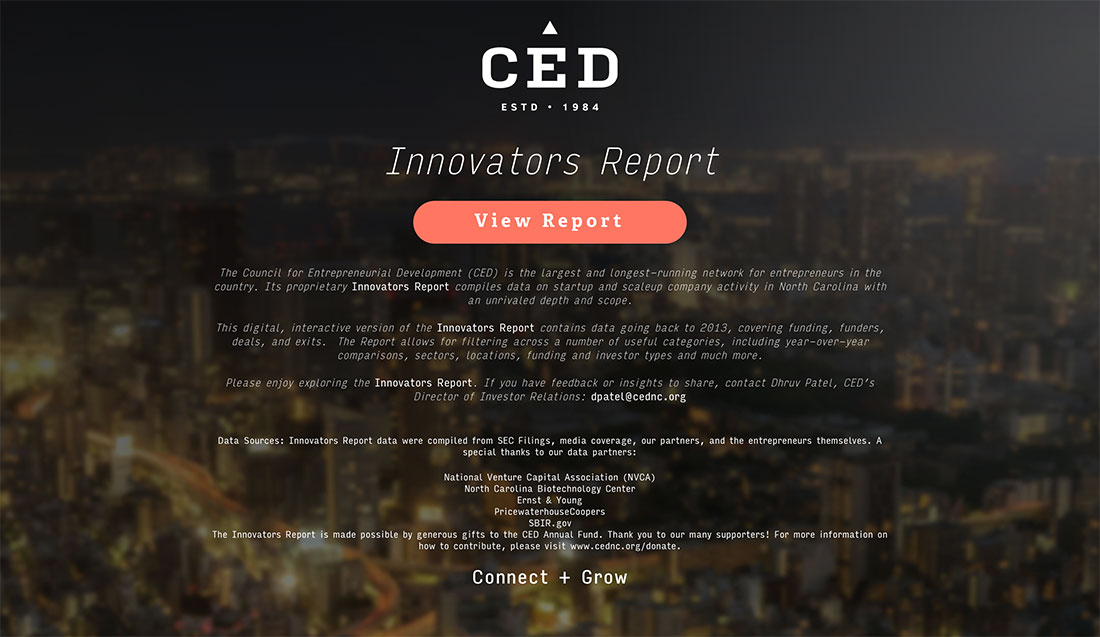 CED
ESTD • 1984
Innovators Report
View Report
The Council for Entrepreneurial Development (CED) is the largest and longest-running network for entrepreneurs in the
country. Its proprietary Innovators Report compiles data on startup and scaleup company activity in North Carolina with
an unrivaled depth and scope.
This digital, interactive version of the Innovators Report contains data going back to 2013, covering funding, funders,
deals, and exits. The Report allows for filtering across a number of useful categories, including year-over-year
comparisons, sectors, locations, funding and investor types and much more.
Please enjoy exploring the Innovators Report. If you have feedback or insights to share, contact Dhruv Patel, CED's
Director of Investor Relations: dpatel@cednc.org
Data Sources: Innovators Report data were compiled from SEC Filings, media coverage, our partners, and the entrepreneurs themselves. A
special thanks to our data partners:
National Venture Capital Association (NVCA)
North Carolina Biotechnology Center
Ernst & Young
PricewaterhouseCoopers
SBIR.gov
The Innovators Report is made possible by generous gifts to the CED Annual Fund. Thank you to our many supporters! For more information on
how to contribute, please visit www.cednc.org/donate.
Connect + Grow